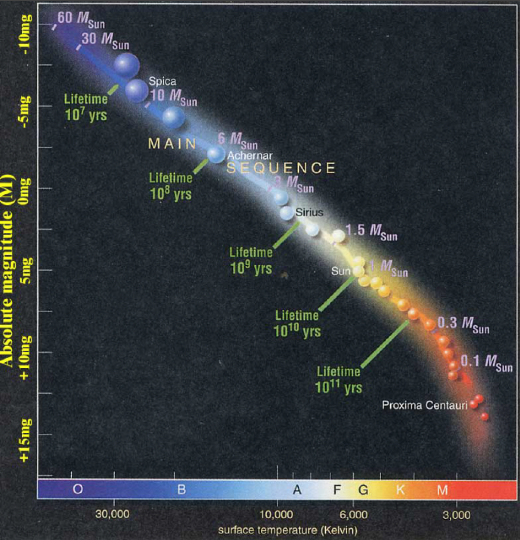 -10mg
-5mg
0mg
5mg
+10mg
+15mg
Absolute magnitude (M)
60 MSun
30 MSun
Spica
10 MSun
Lifetime
10⁷ yrs
MAIN
SEQUENCE
6 MSun
Achernar
Lifetime
10⁸ yrs
3 MSun
Sirius
1.5 MSun
Lifetime
10⁹ yrs
Sun
1 MSun
Lifetime
10¹⁰ yrs
0.3 MSun
Lifetime
10¹¹ yrs
0.1 MSun
Proxima Centauri
O B A F G K M
30,000 10,000 6,000 3,000
surface temperature (Kelvin)